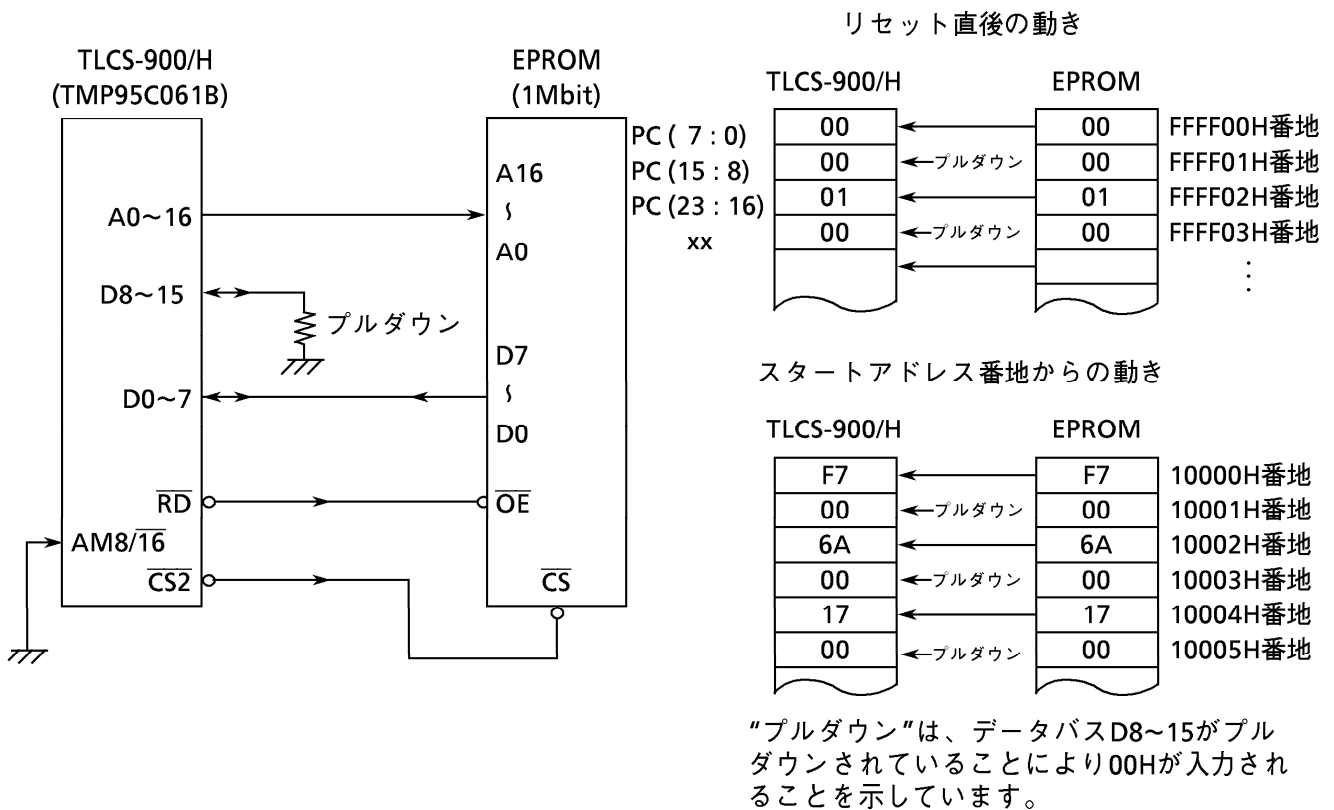 TLCS-900/H
(TMP95C061B)
A0~16
D8~15
プルダウン
D0~7
RD
AM8/16
CS2
EPROM
(1Mbit)
A16
~
A0
D7
~
D0
OE
CS
リセット直後の動き
TLCS-900/H EPROM
PC ( 7 : 0) 00 00 FFFF00H番地
PC (15 : 8) 00 プルダウン 00 FFFF01H番地
PC (23 : 16) 01 01 FFFF02H番地
xx 00 プルダウン 00 FFFF03H番地
⋮
スタートアドレス番地からの動き
TLCS-900/H EPROM
F7 F7 10000H番地
00 プルダウン 00 10001H番地
6A 6A 10002H番地
00 プルダウン 00 10003H番地
17 17 10004H番地
00 プルダウン 00 10005H番地
“プルダウン”は、データバスD8~15がプル
ダウンされていることにより00Hが入力され
ることを示しています。